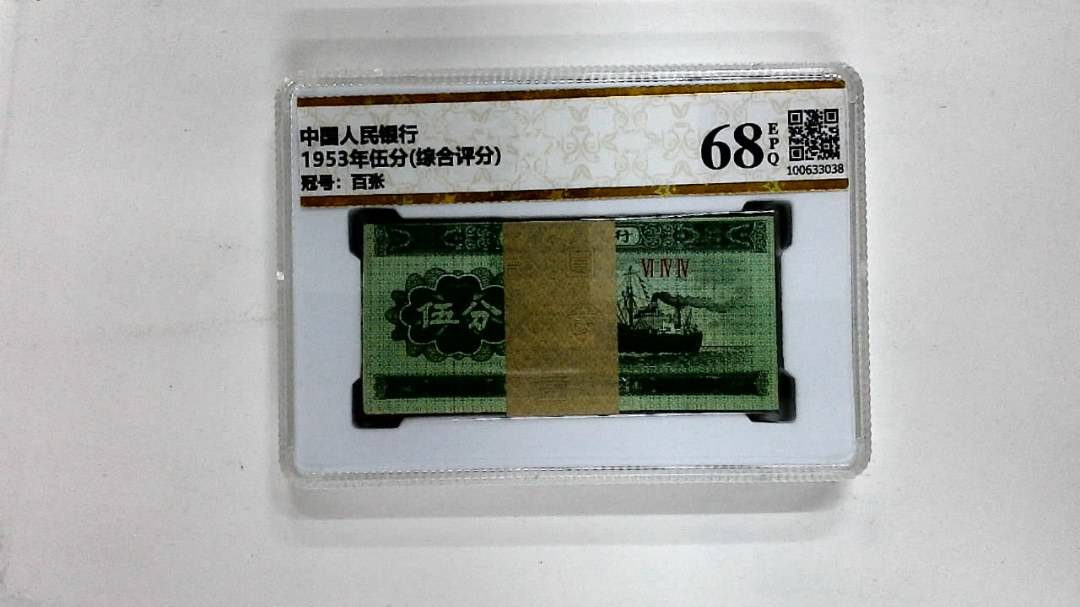 中国人民银行
1953年伍分(综合评分)
冠号：百张
68
EPQ
100633038
行
VI IV IV
伍分